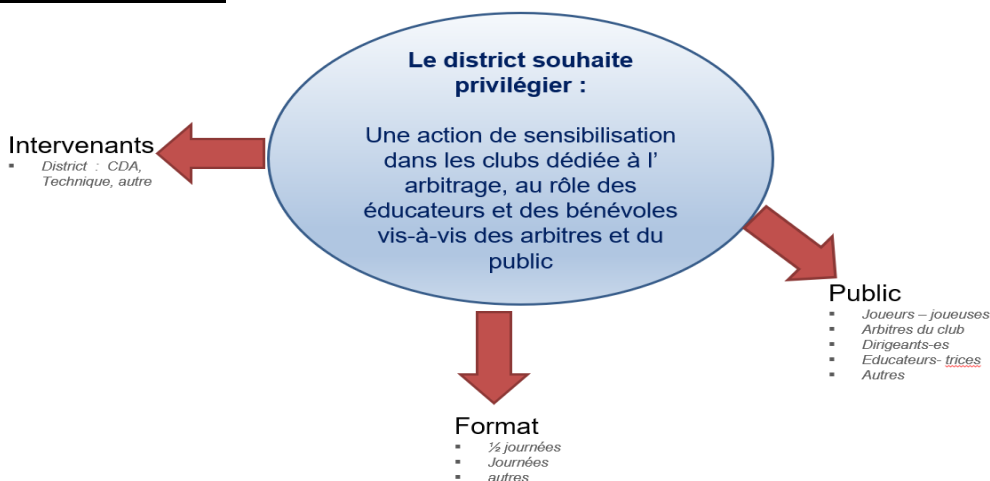 Le district souhaite
privilégier :
Une action de sensibilisation
dans les clubs dédiée à l’
arbitrage, au rôle des
éducateurs et des bénévoles
vis-à-vis des arbitres et du
public
Intervenants
▪ District : CDA,
Technique, autre
Public
▪ Joueurs – joueuses
▪ Arbitres du club
▪ Dirigeants-es
▪ Educateurs- trices
▪ Autres
Format
▪ ½ journées
▪ Journées
▪ autres